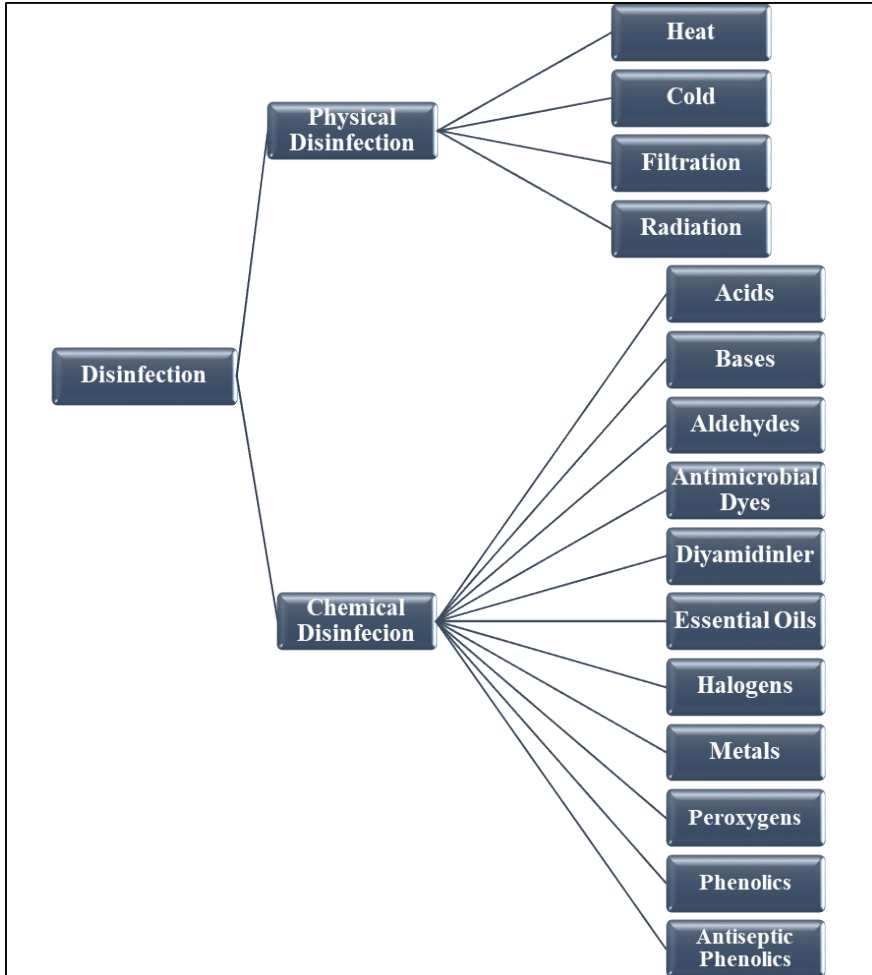 Heat
Cold
Physical
Disinfection
Filtration
Radiation
Acids
Bases
Disinfection
Aldehydes
Antimicrobial
Dyes
Diyamidinler
Chemical
Disinfecion
Essential Oils
Halogens
Metals
Peroxygens
Phenolics
Antiseptic
Phenolics